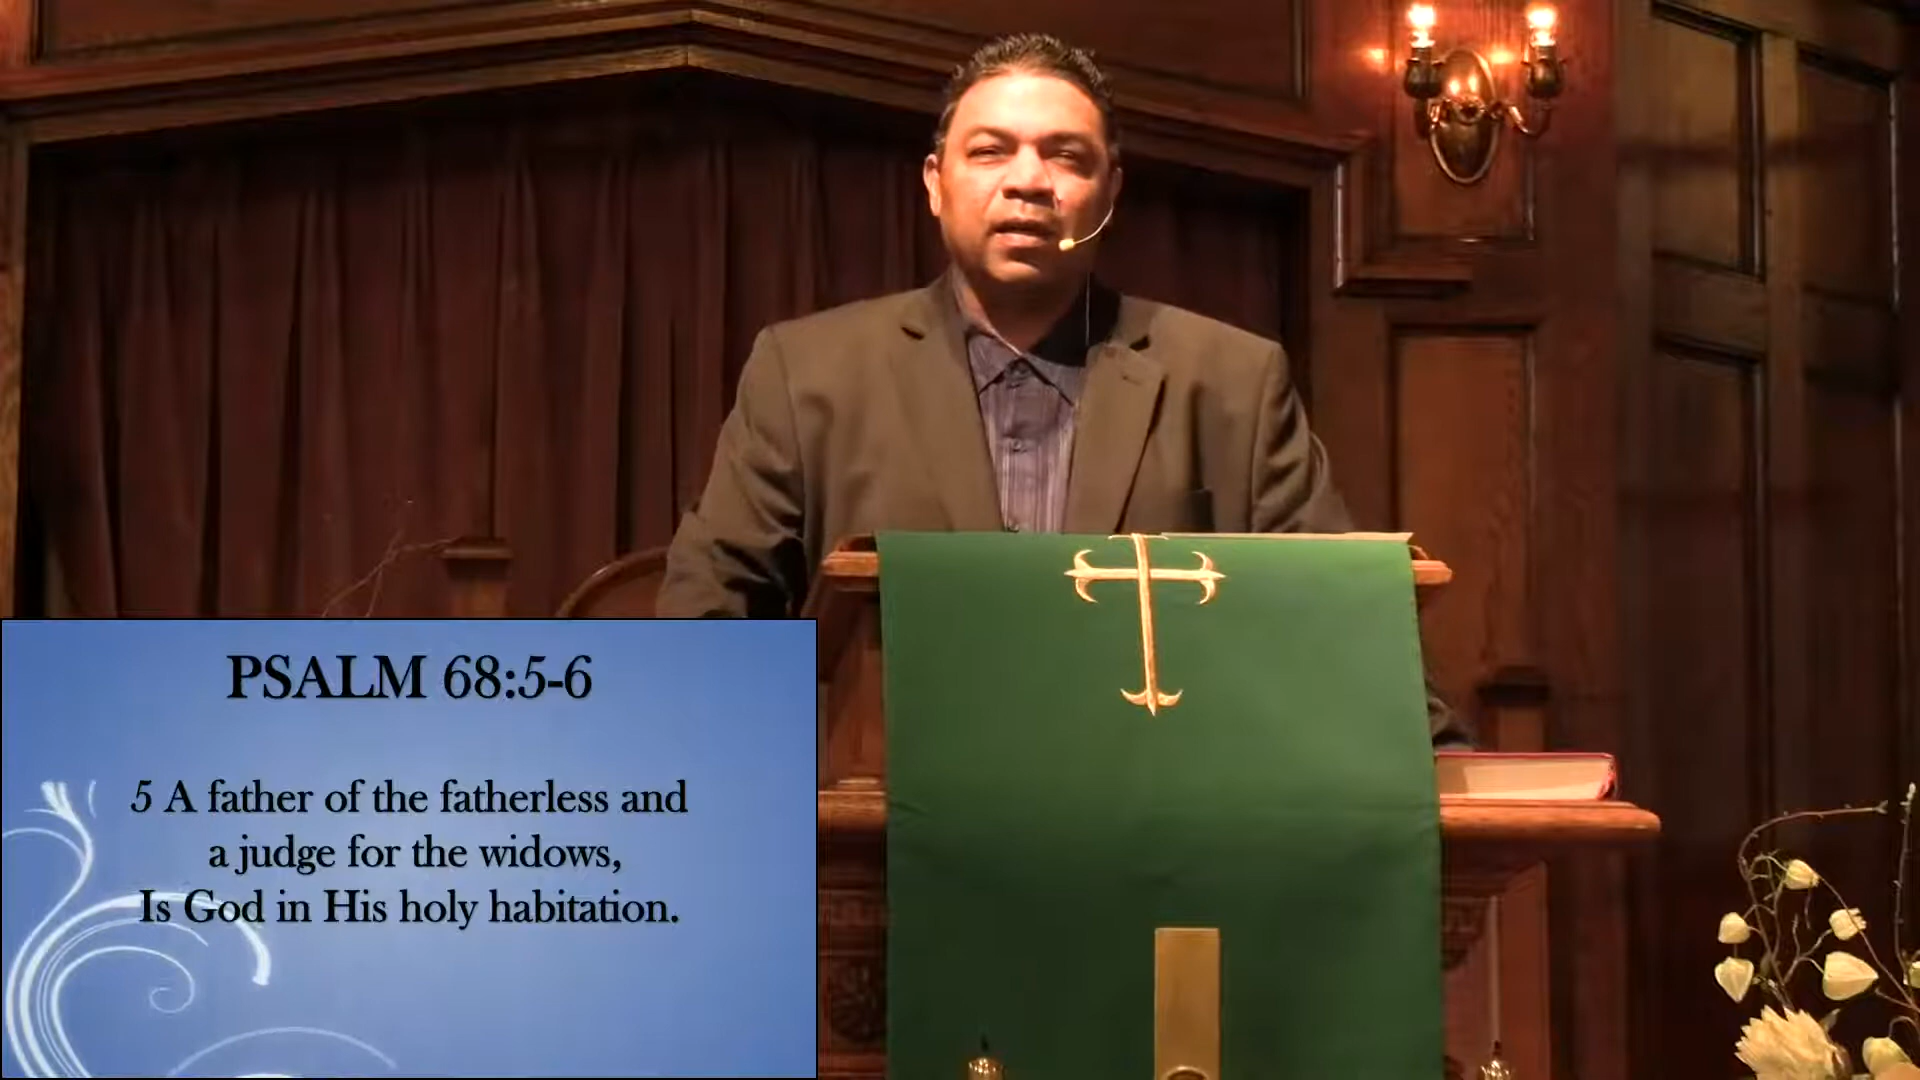 PSALM 68:5-6
5 A father of the fatherless and
a judge for the widows,
Is God in His holy habitation.